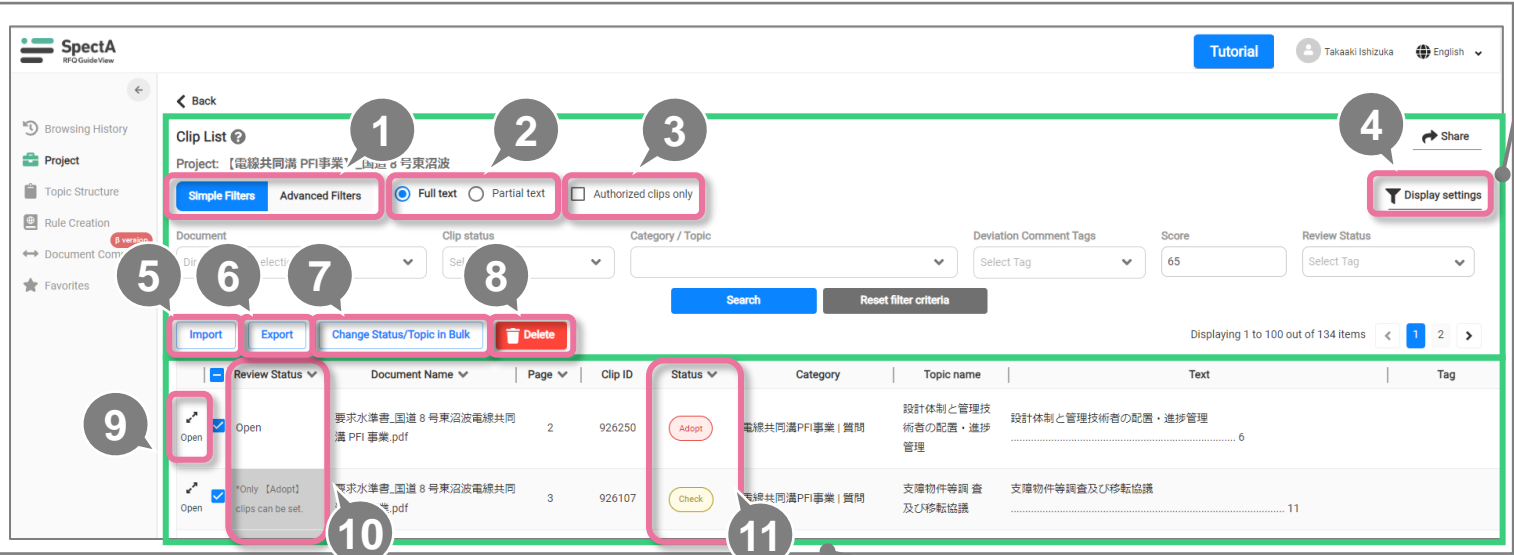 SpectA
RFQ GuideView
Tutorial
Takaaki Ishizuka
English
Back
Browsing History
Project
Topic Structure
Rule Creation
β version
Document Com
Favorites
Clip List
Share
Project: 【電線共同溝 PFI事業】_国道 8 号東沼波
1
2
3
4
Simple Filters
Advanced Filters
Full text
Partial text
Authorized clips only
Display settings
Document
Clip status
Category / Topic
Deviation Comment Tags
Score
Review Status
Select Tag
65
Select Tag
5
6
7
8
Search
Reset filter criteria
Import
Export
Change Status/Topic in Bulk
Delete
Displaying 1 to 100 out of 134 items
1
2
Review Status
Document Name
Page
Clip ID
Status
Category
Topic name
Text
Tag
9
Open
Open
要求水準書_国道 8 号東沼波電線共同
溝 PFI 事業.pdf
2
926250
Adopt
電線共同溝PFI事業 | 質問
設計体制と管理技
術者の配置・進捗
管理
設計体制と管理技術者の配置・進捗管理
........................................................................... 6
Open
*Only 【Adopt】
clips can be set.
要求水準書_国道 8 号東沼波電線共同
業.pdf
3
926107
Check
電線共同溝PFI事業 | 質問
支障物件等調 査
及び移転協議
支障物件等調査及び移転協議
........................................................................................... 11
10
11